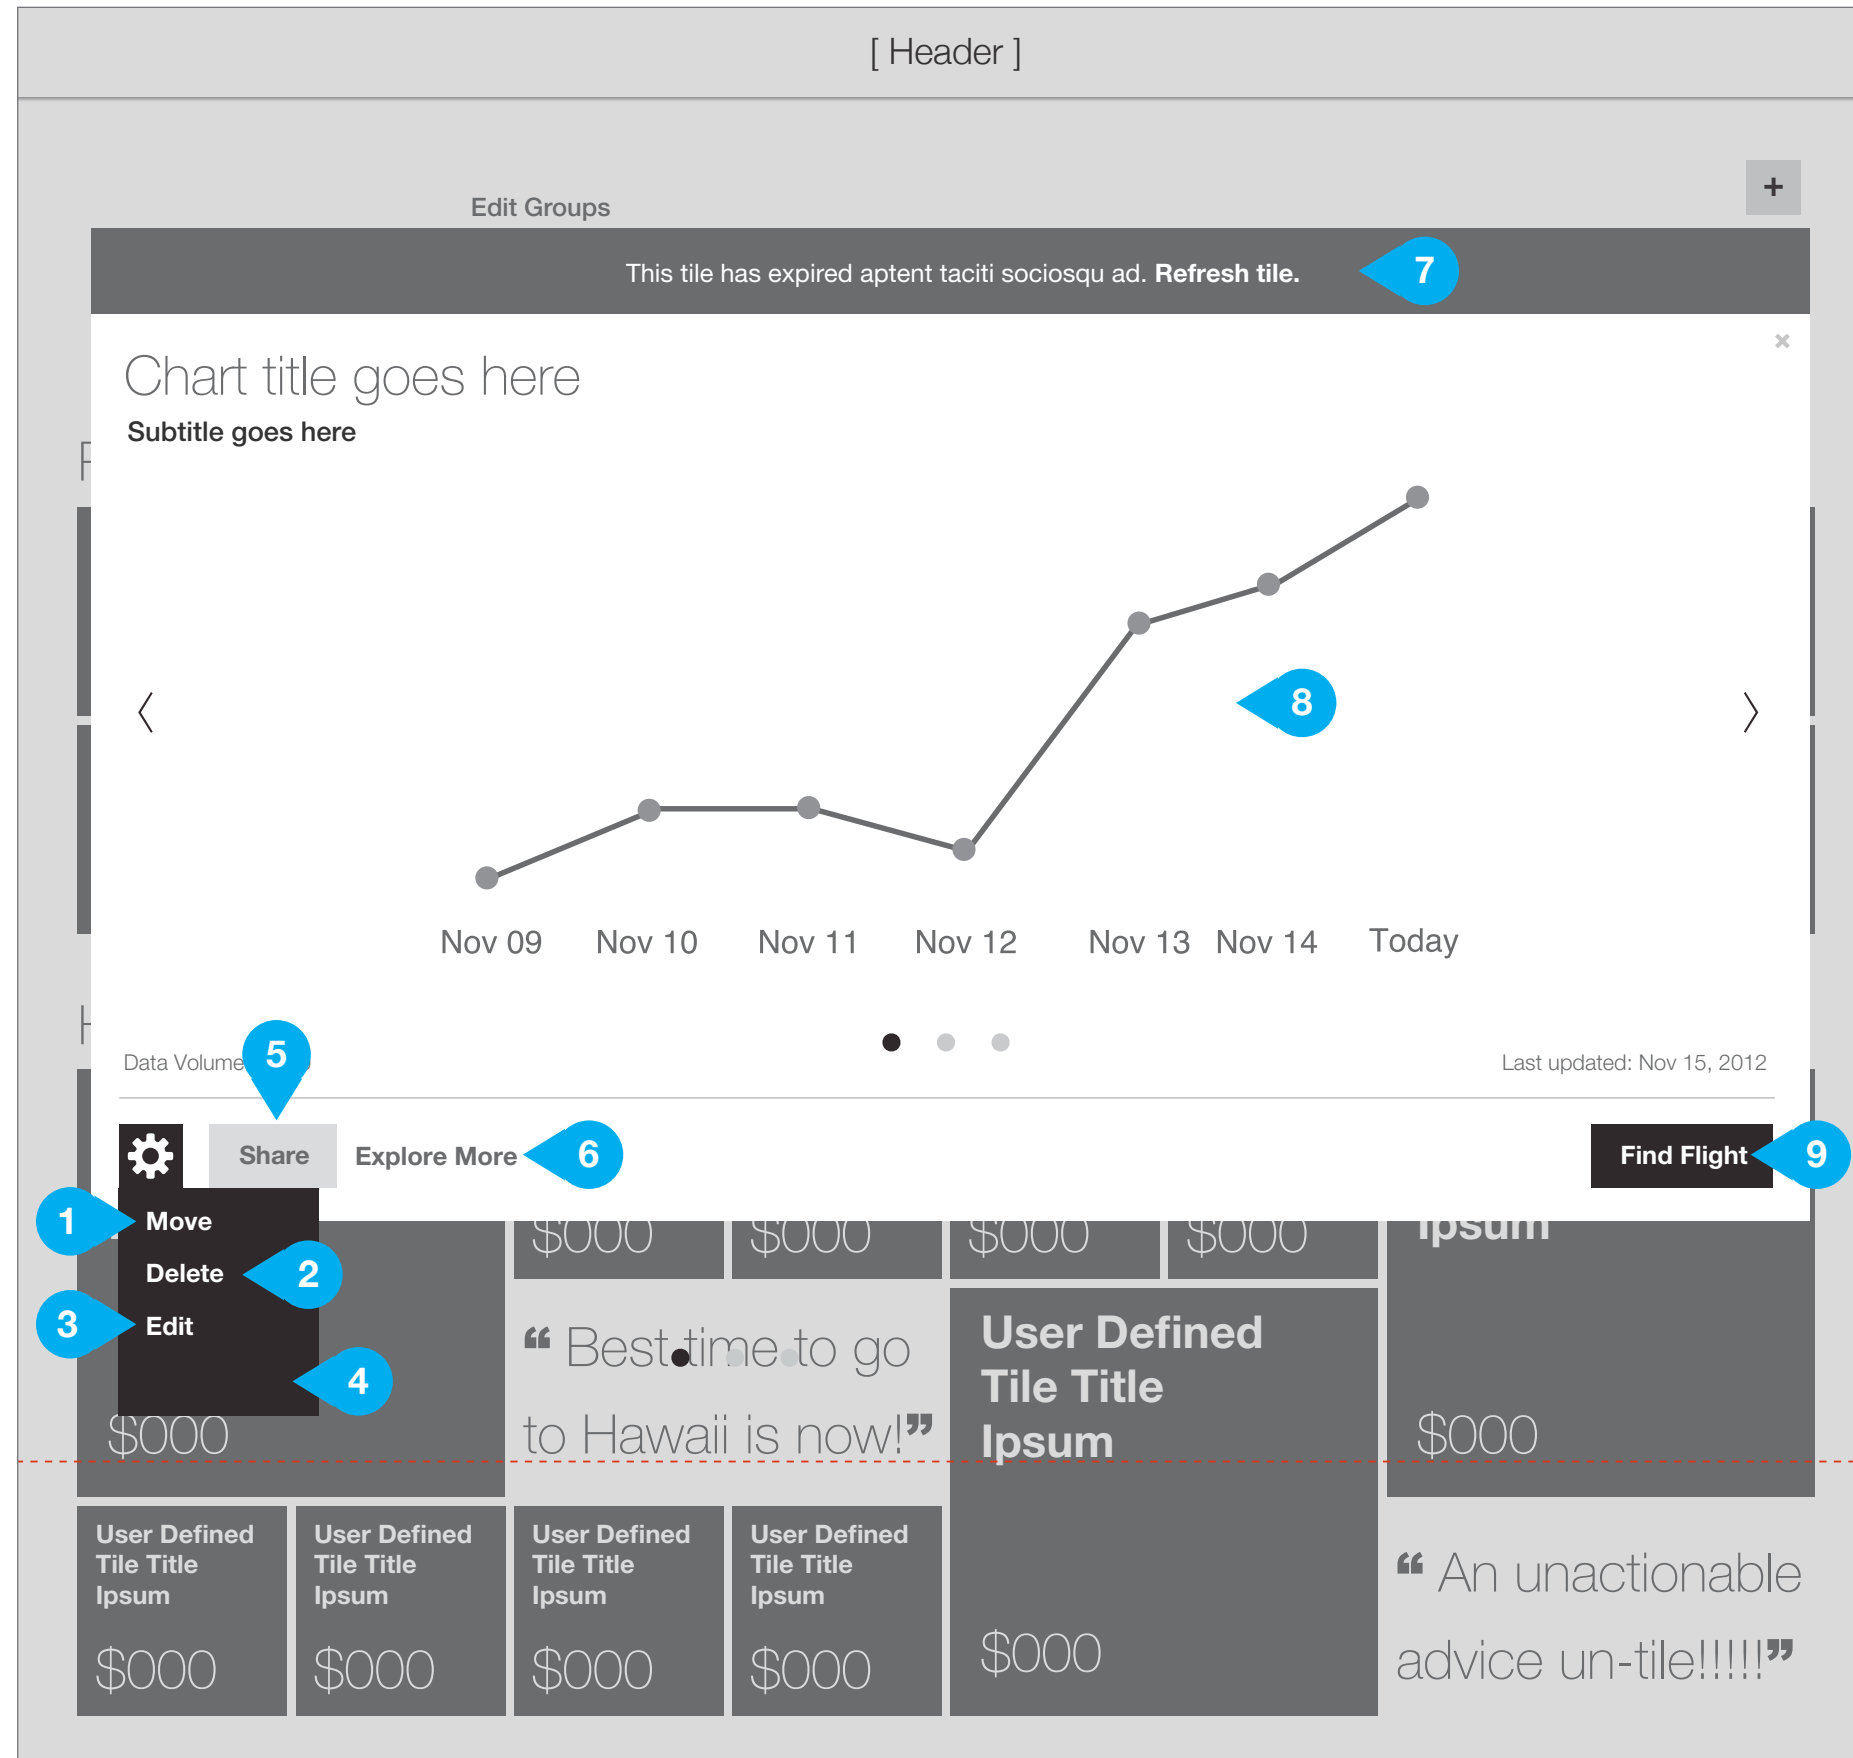 [ Header ]
+
Edit Groups
This tile has expired aptent taciti sociosqu ad. Refresh tile.
7
Chart title goes here
Subtitle goes here
8
Nov 09 Nov 10 Nov 11 Nov 12 Nov 13 Nov 14 Today
5
Data Volume
Last updated: Nov 15, 2012
Share
Explore More
6
Find Flight
9
1
Move
Delete
2
3
Edit
4
$000 $000 $000 $000
Ipsum
$000
“ Best time to go
to Hawaii is now!”
User Defined
Tile Title
Ipsum
$000
$000
User Defined
Tile Title
Ipsum
$000
User Defined
Tile Title
Ipsum
$000
User Defined
Tile Title
Ipsum
$000
User Defined
Tile Title
Ipsum
$000
“ An unactionable
advice un-tile!!!!!”